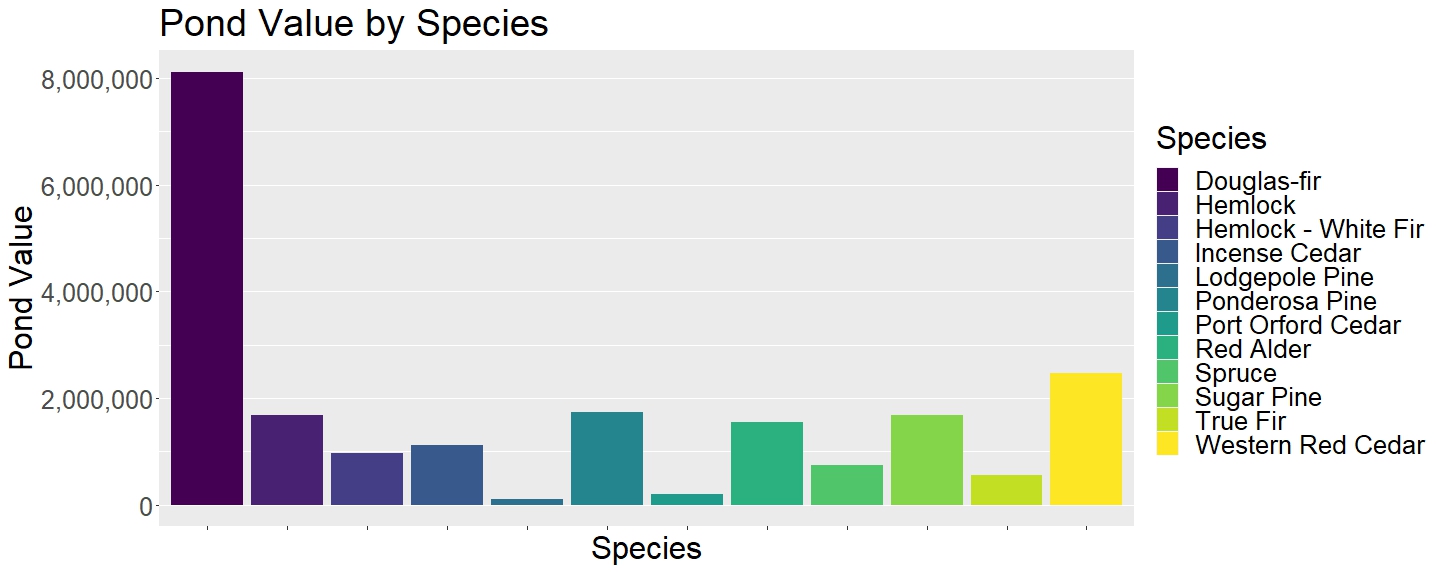 Pond Value by Species
8,000,000
6,000,000
4,000,000
2,000,000
0
Pond Value
Species
Species
Douglas-fir
Hemlock
Hemlock - White Fir
Incense Cedar
Lodgepole Pine
Ponderosa Pine
Port Orford Cedar
Red Alder
Spruce
Sugar Pine
True Fir
Western Red Cedar